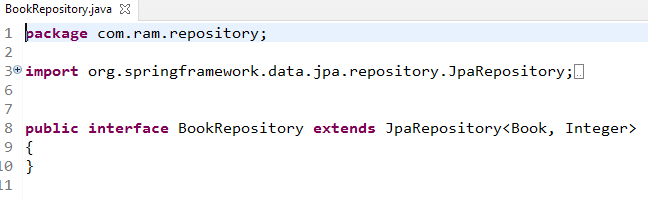 BookRepository.java
1 package com.ram.repository;
2
3 import org.springframework.data.jpa.repository.JpaRepository;
6
7
8 public interface BookRepository extends JpaRepository<Book, Integer>
9 {
10 }
11